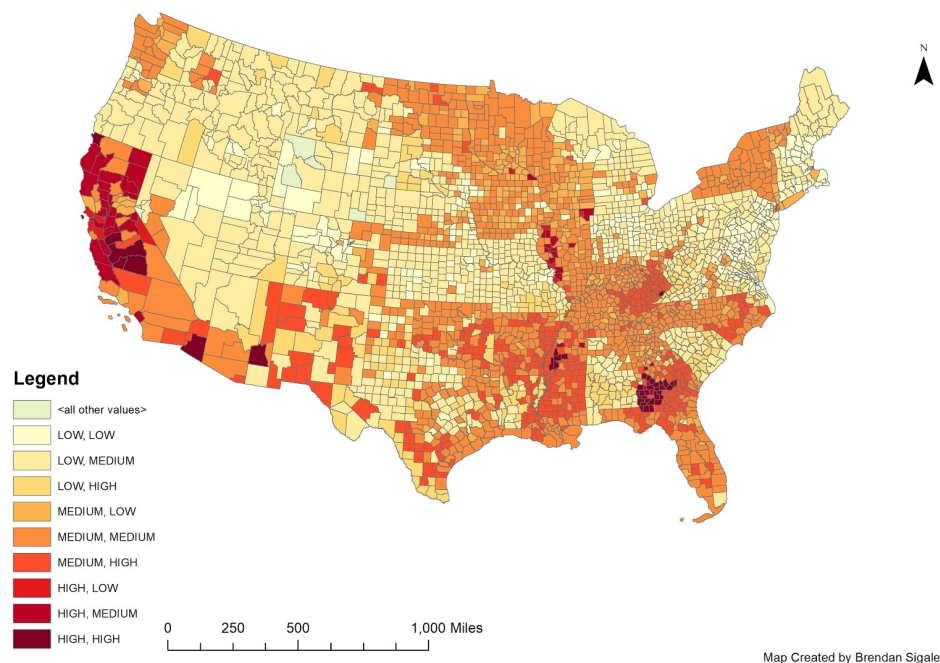 N
Legend
<all other values>
LOW, LOW
LOW, MEDIUM
LOW, HIGH
MEDIUM, LOW
MEDIUM, MEDIUM
MEDIUM, HIGH
HIGH, LOW
HIGH, MEDIUM
HIGH, HIGH
0 250 500 1,000 Miles
Map Created by Brendan Sigale